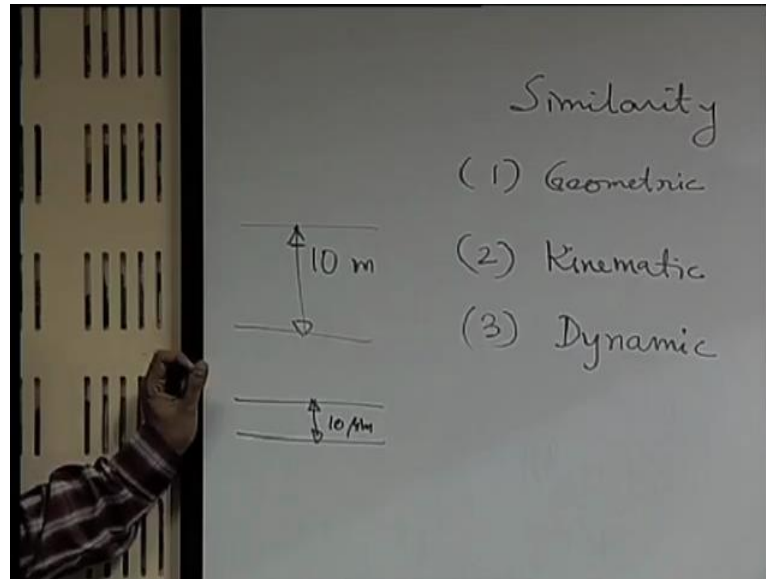 Similarity
(1) Geometric
(2) Kinematic
(3) Dynamic
10 m
10 μm